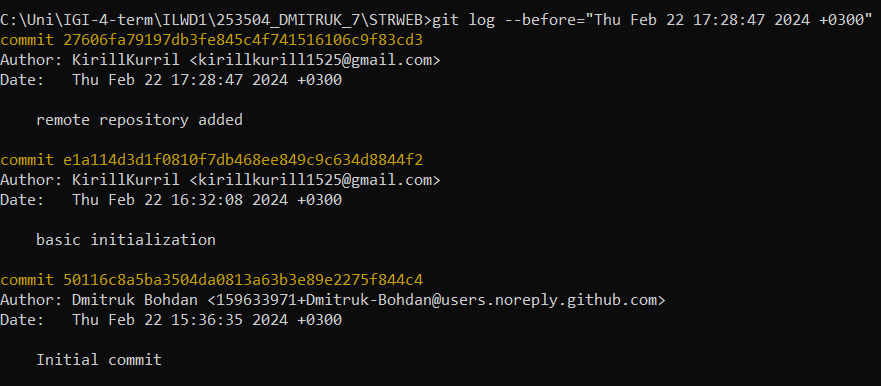 C:\Uni\IGI-4-term\ILWD1\253504_DMITRUK_7\STRWEB>git log --before="Thu Feb 22 17:28:47 2024 +0300"
commit 27606fa79197db3fe845c4f741516106c9f83cd3
Author: KirillKurril <kirillkurill1525@gmail.com>
Date:   Thu Feb 22 17:28:47 2024 +0300
remote repository added
commit e1a114d3d1f0810f7db468ee849c9c634d8844f2
Author: KirillKurril <kirillkurill1525@gmail.com>
Date:   Thu Feb 22 16:32:08 2024 +0300
basic initialization
commit 50116c8a5ba3504da0813a63b3e89e2275f844c4
Author: Dmitruk Bohdan <159633971+Dmitruk-Bohdan@users.noreply.github.com>
Date:   Thu Feb 22 15:36:35 2024 +0300
Initial commit